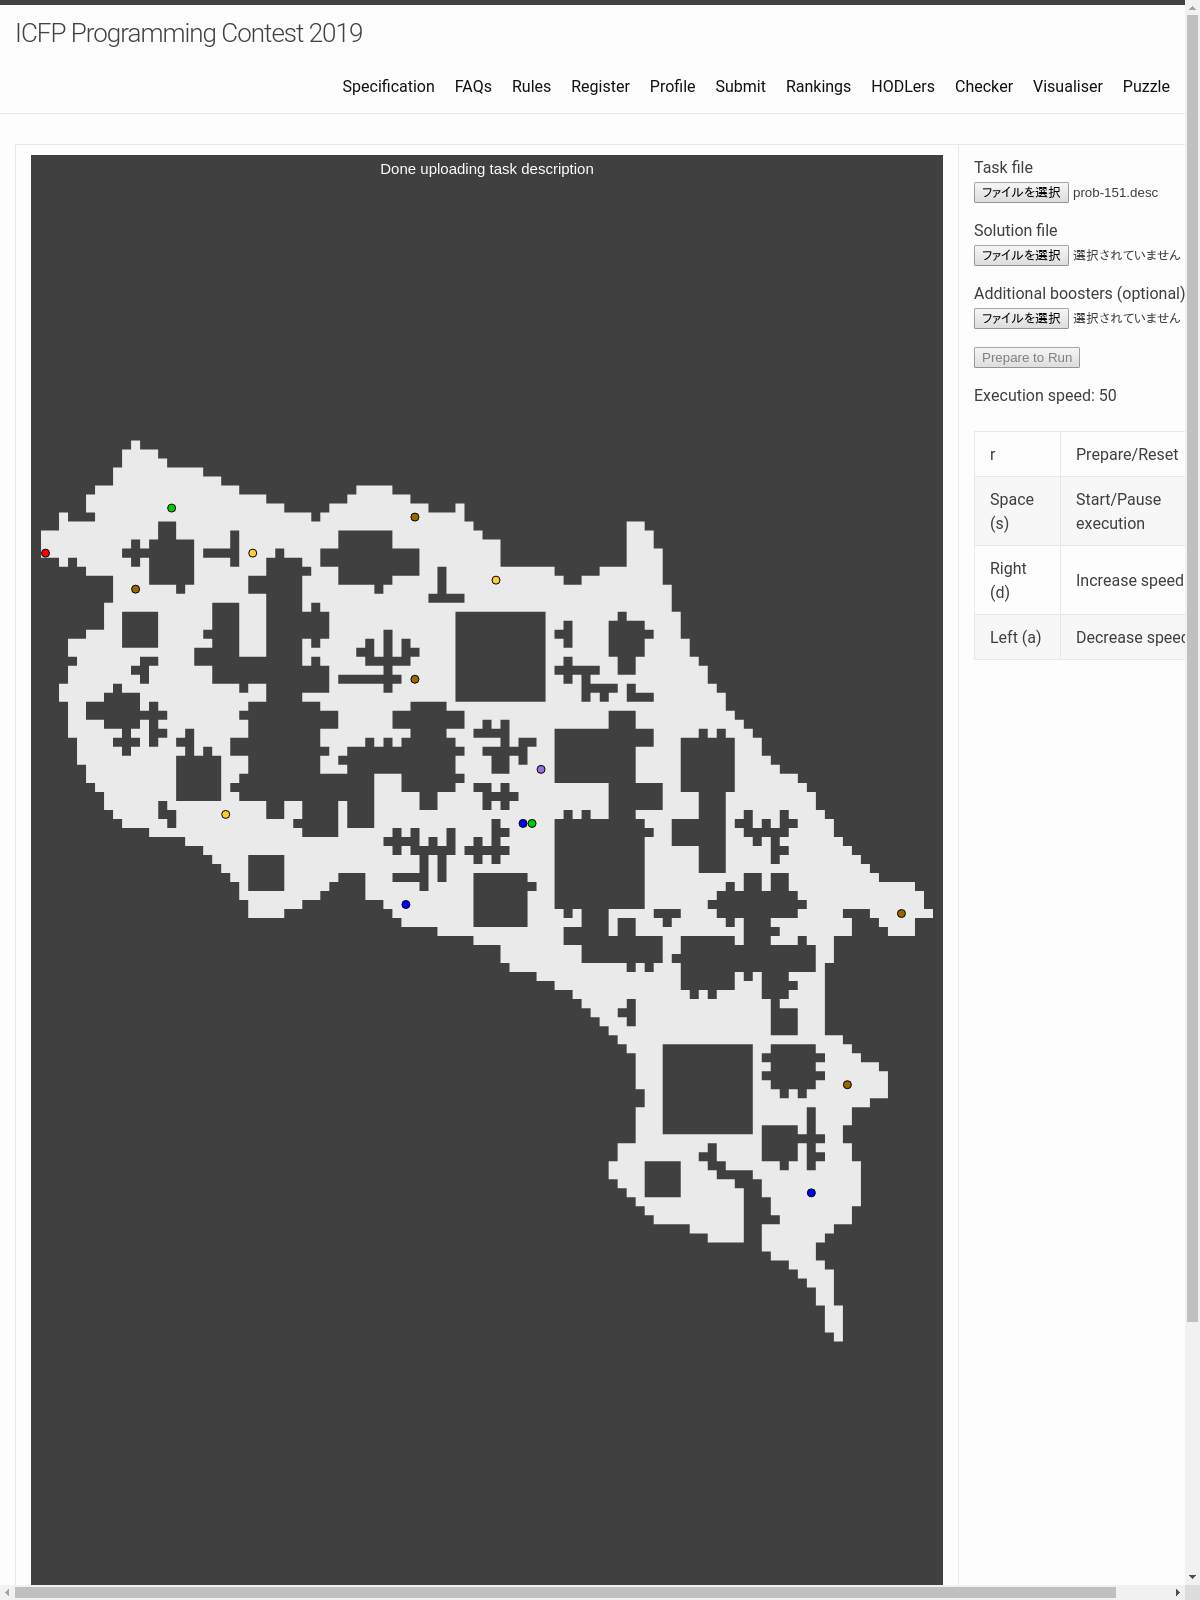 ICFP Programming Contest 2019
Specification FAQs Rules Register Profile Submit Rankings HODLers Checker Visualiser Puzzle
Done uploading task description
Task file
ファイルを選択 prob-151.desc
Solution file
ファイルを選択 選択されていません
Additional boosters (optional)
ファイルを選択 選択されていません
Prepare to Run
Execution speed: 50
r Prepare/Reset
Space Start/Pause
(s) execution
Right Increase speed
(d)
Left (a) Decrease speed